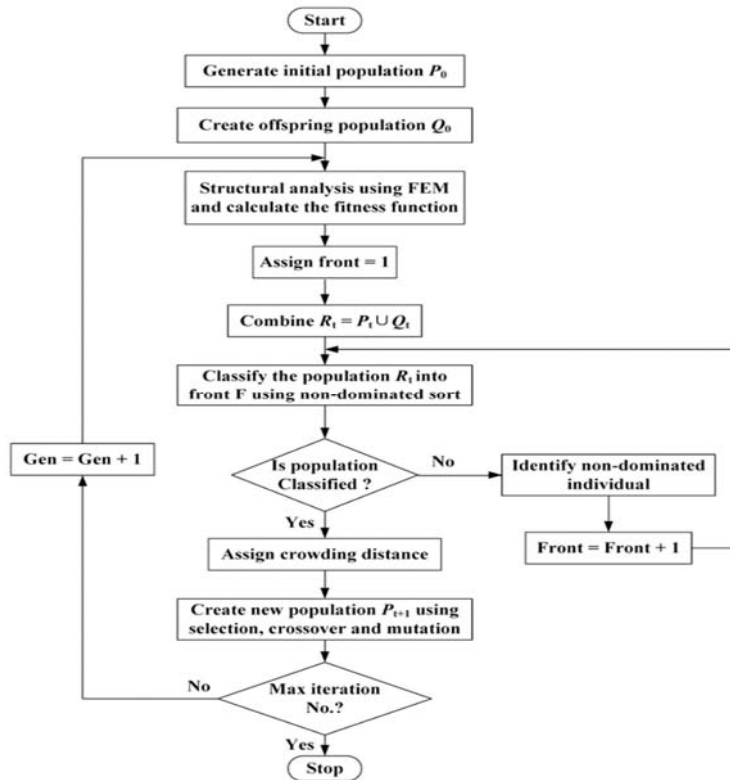 Start
Generate initial population P₀
Create offspring population Q₀
Structural analysis using FEM
and calculate the fitness function
Assign front = 1
Combine Rₜ = Pₜ ∪ Qₜ
Classify the population Rₜ into
front F using non-dominated sort
Is population
Classified ?
No
Identify non-dominated
individual
Front = Front + 1
Yes
Assign crowding distance
Create new population Pₜ₊₁ using
selection, crossover and mutation
Max iteration
No.?
No
Gen = Gen + 1
Yes
Stop